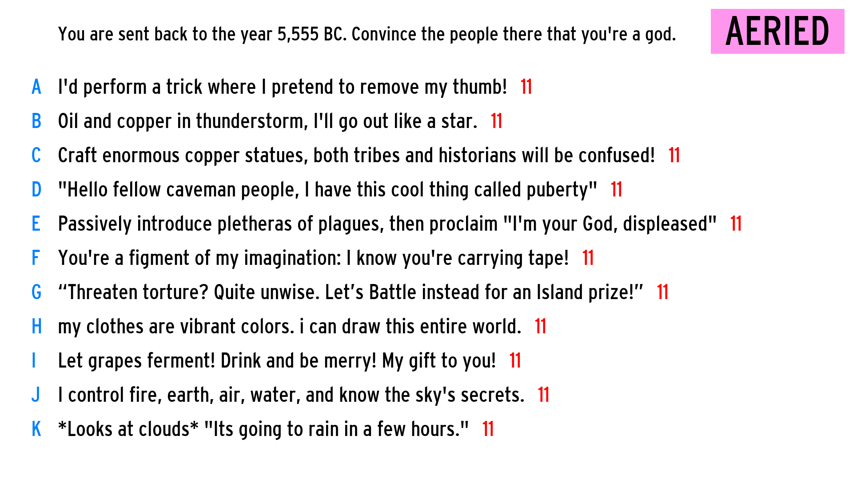 You are sent back to the year 5,555 BC. Convince the people there that you're a god.
AERIED
A I'd perform a trick where I pretend to remove my thumb! 11
B Oil and copper in thunderstorm, I'll go out like a star. 11
C Craft enormous copper statues, both tribes and historians will be confused! 11
D "Hello fellow caveman people, I have this cool thing called puberty" 11
E Passively introduce pletheras of plagues, then proclaim "I'm your God, displeased" 11
F You're a figment of my imagination: I know you're carrying tape! 11
G “Threaten torture? Quite unwise. Let’s Battle instead for an Island prize!” 11
H my clothes are vibrant colors. i can draw this entire world. 11
I Let grapes ferment! Drink and be merry! My gift to you! 11
J I control fire, earth, air, water, and know the sky's secrets. 11
K *Looks at clouds* "Its going to rain in a few hours." 11